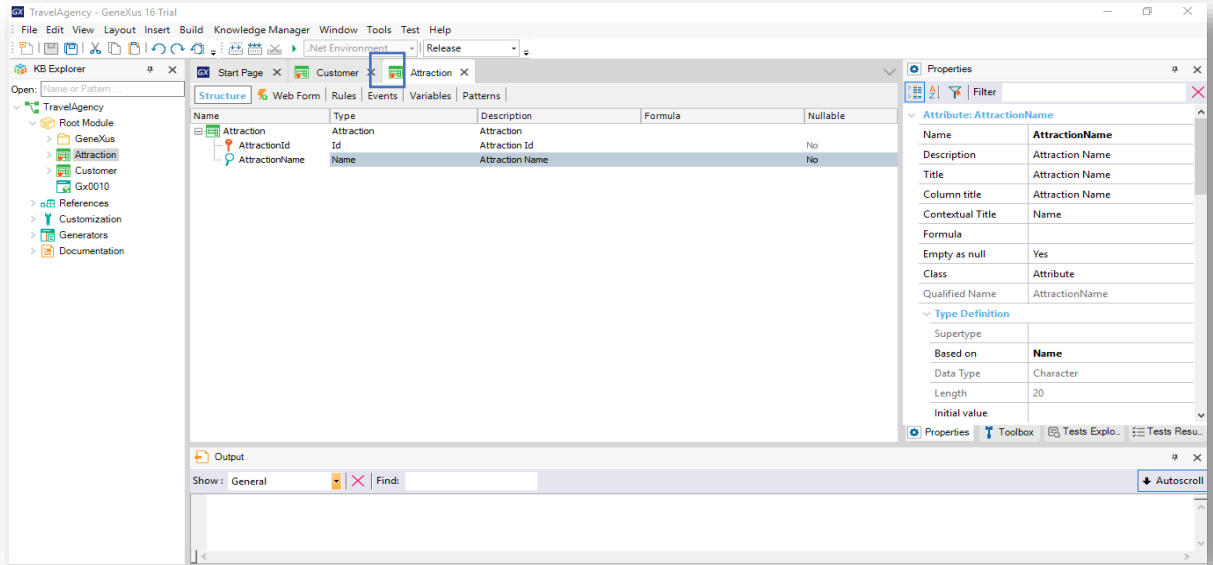 GX TravelAgency - GeneXus 16 Trial
File Edit View Layout Insert Build Knowledge Manager Window Tools Test Help
.Net Environment Release
KB Explorer
Open: Name or Pattern ...
TravelAgency
Root Module
GeneXus
Attraction
Customer
Gx0010
References
Customization
Generators
Documentation
GX Start Page Customer Attraction
Structure Web Form Rules Events Variables Patterns
Name Type Description Formula Nullable
Attraction Attraction Attraction
AttractionId Id Attraction Id No
AttractionName Name Attraction Name No
Properties
Filter
Attribute: AttractionName
Name AttractionName
Description Attraction Name
Title Attraction Name
Column title Attraction Name
Contextual Title Name
Formula
Empty as null Yes
Class Attribute
Qualified Name AttractionName
Type Definition
Supertype
Based on Name
Data Type Character
Length 20
Initial value
Properties Toolbox Tests Explo... Tests Resu...
Output
Show: General Find: Autoscroll